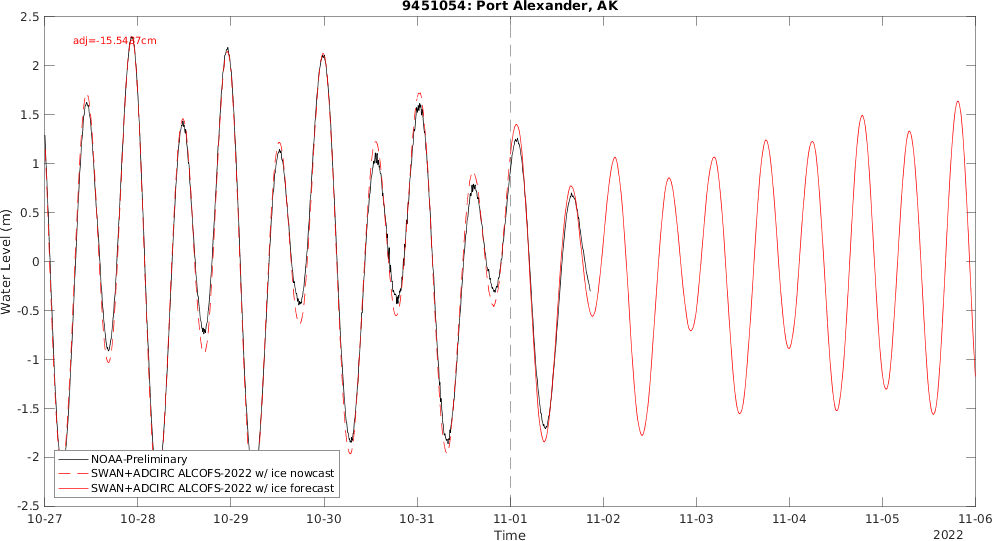 9451054: Port Alexander, AK
adj=-15.5437cm
Water Level (m)
2.5
2
1.5
1
0.5
0
-0.5
-1
-1.5
-2
-2.5
NOAA-Preliminary
SWAN+ADCIRC ALCOFS-2022 w/ ice nowcast
SWAN+ADCIRC ALCOFS-2022 w/ ice forecast
10-27 10-28 10-29 10-30 10-31 11-01 11-02 11-03 11-04 11-05 11-06
Time
2022